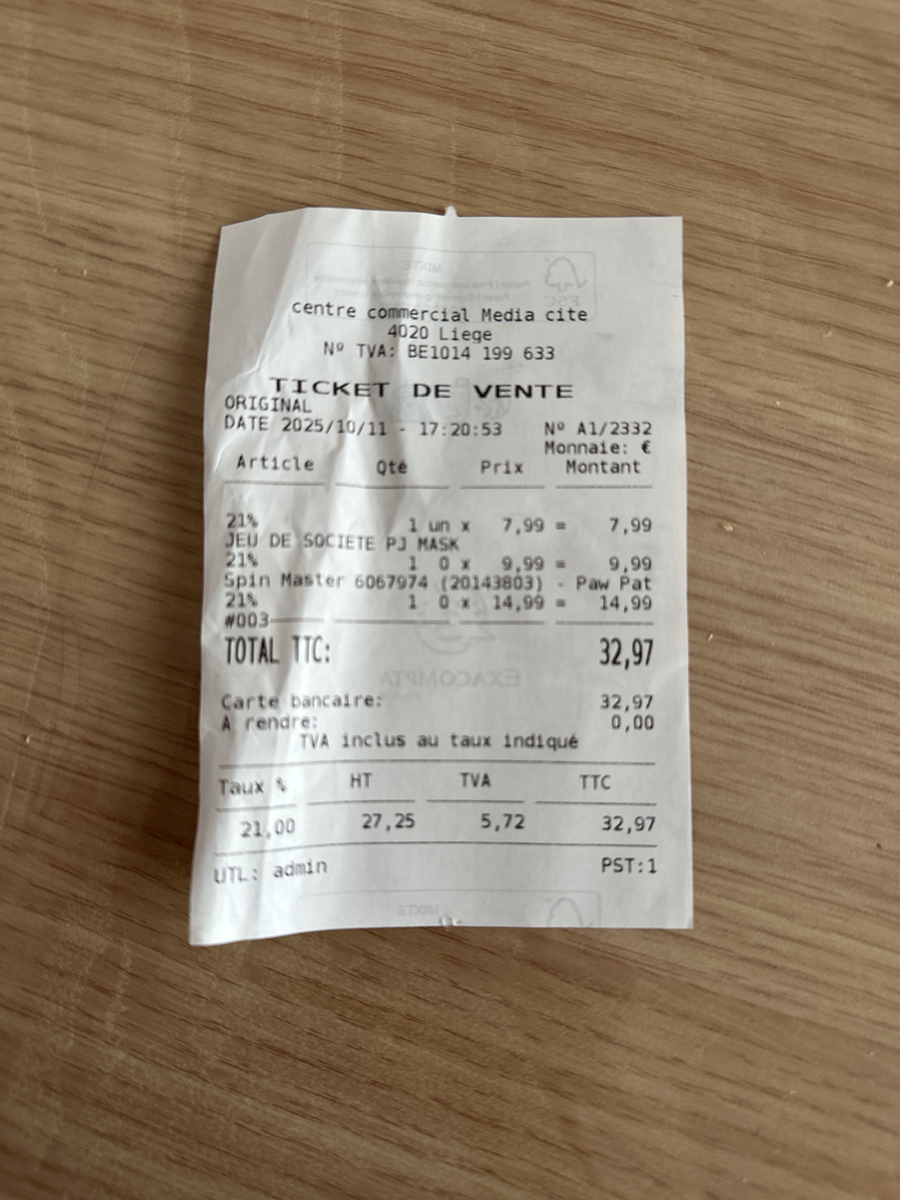 centre commercial Media cite
4020 Liege
Nº TVA: BE1014 199 633
TICKET DE VENTE
ORIGINAL
DATE 2025/10/11 - 17:20:53 Nº A1/2332
Monnaie: €
Article Qté Prix Montant
21% 1 un x 7,99 = 7,99
JEU DE SOCIETE PJ MASK
21% 1 0 x 9,99 = 9,99
Spin Master 6067974 (20143803) - Paw Pat
21% 1 0 x 14,99 = 14,99
#003
TOTAL TTC: 32,97
Carte bancaire: 32,97
A rendre: 0,00
TVA inclus au taux indiqué
Taux % HT TVA TTC
21,00 27,25 5,72 32,97
UTL: admin PST:1
MIXTE
FSC
EXACOMPTA
MIXTE